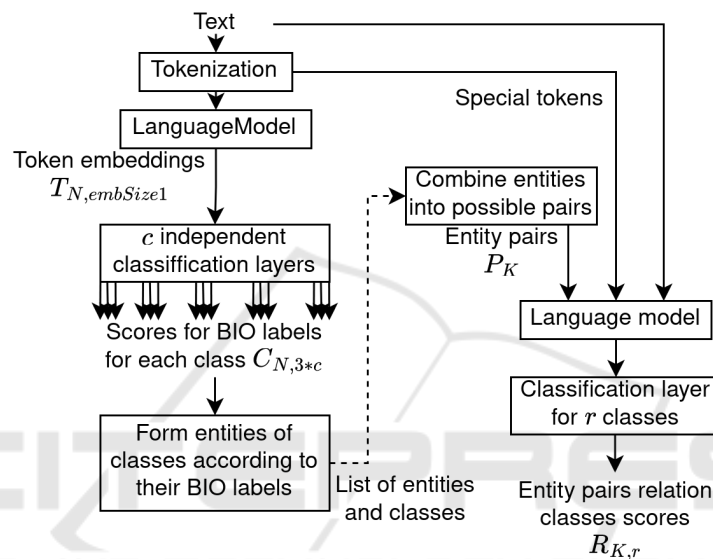 Text
Tokenization
Special tokens
LanguageModel
Token embeddings
T_{N,embSize1}
Combine entities
into possible pairs
Entity pairs
P_K
c independent
classiffication layers
Language model
Scores for BIO labels
for each class C_{N,3*c}
Classification layer
for r classes
Form entities of
classes according to
their BIO labels
List of entities
and classes
Entity pairs relation
classes scores
R_{K,r}